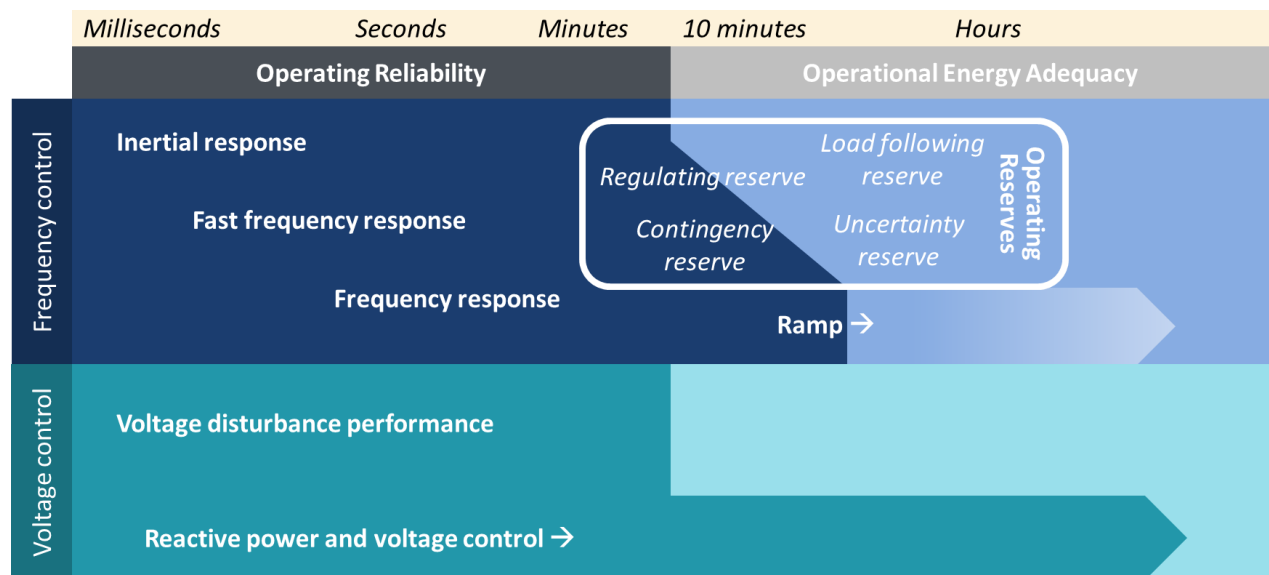 Milliseconds Seconds Minutes 10 minutes Hours
Operating Reliability Operational Energy Adequacy
Frequency control
Inertial response
Fast frequency response
Frequency response
Regulating reserve
Contingency
reserve
Load following
reserve
Uncertainty
reserve
Operating
Reserves
Ramp →
Voltage control
Voltage disturbance performance
Reactive power and voltage control →